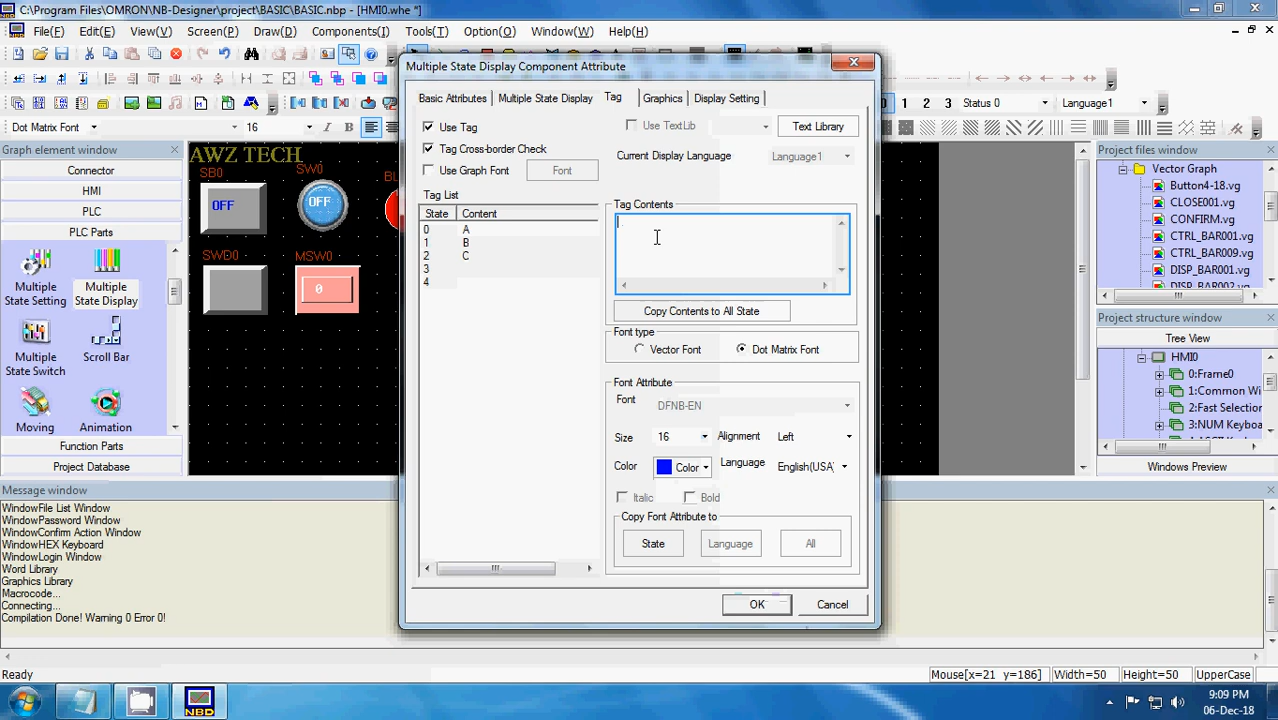 C:\Program Files\OMRON\NB-Designer\project\BASIC\BASIC.nbp - [HMI0.whe *]
File(F) Edit(E) View(V) Screen(P) Draw(D) Components(I) Tools(T) Option(O) Window(W) Help(H)
Multiple State Display Component Attribute
Basic Attributes Multiple State Display Tag Graphics Display Setting
0 1 2 3 Status 0 Language1
Dot Matrix Font 16
Use Tag
Use TextLib Text Library
Graph element window
Tag Cross-border Check
Current Display Language Language1
Project files window
Connector
Use Graph Font Font
HMI
PLC
PLC Parts
Multiple State Setting
Multiple State Display
Multiple State Switch
Scroll Bar
Moving
Animation
Function Parts
Project Database
AWZ TECH
SB0 SW0
OFF OFF
SWD0 MSW0
0
Tag List
State Content
0 A
1 B
2 C
3
4
Tag Contents
Copy Contents to All State
Font type
Vector Font Dot Matrix Font
Font Attribute
Font DFNB-EN
Size 16 Alignment Left
Color Color Language English(USA)
Italic Bold
Copy Font Attribute to
State Language All
OK Cancel
Vector Graph
Button4-18.vg
CLOSE001.vg
CONFIRM.vg
CTRL_BAR001.vg
CTRL_BAR009.vg
DISP_BAR001.vg
Project structure window
Tree View
HMI0
0:Frame0
1:Common Wi
2:Fast Selection
3:NUM Keyboa
Windows Preview
Message window
WindowFile List Window
WindowPassword Window
WindowConfirm Action Window
WindowHEX Keyboard
WindowLogin Window
Word Library
Graphics Library
Macrocode...
Connecting...
Compilation Done! Warning 0 Error 0!
Ready
Mouse[x=21 y=186] Width=50 Height=50 UpperCase
NBD
9:09 PM
06-Dec-18